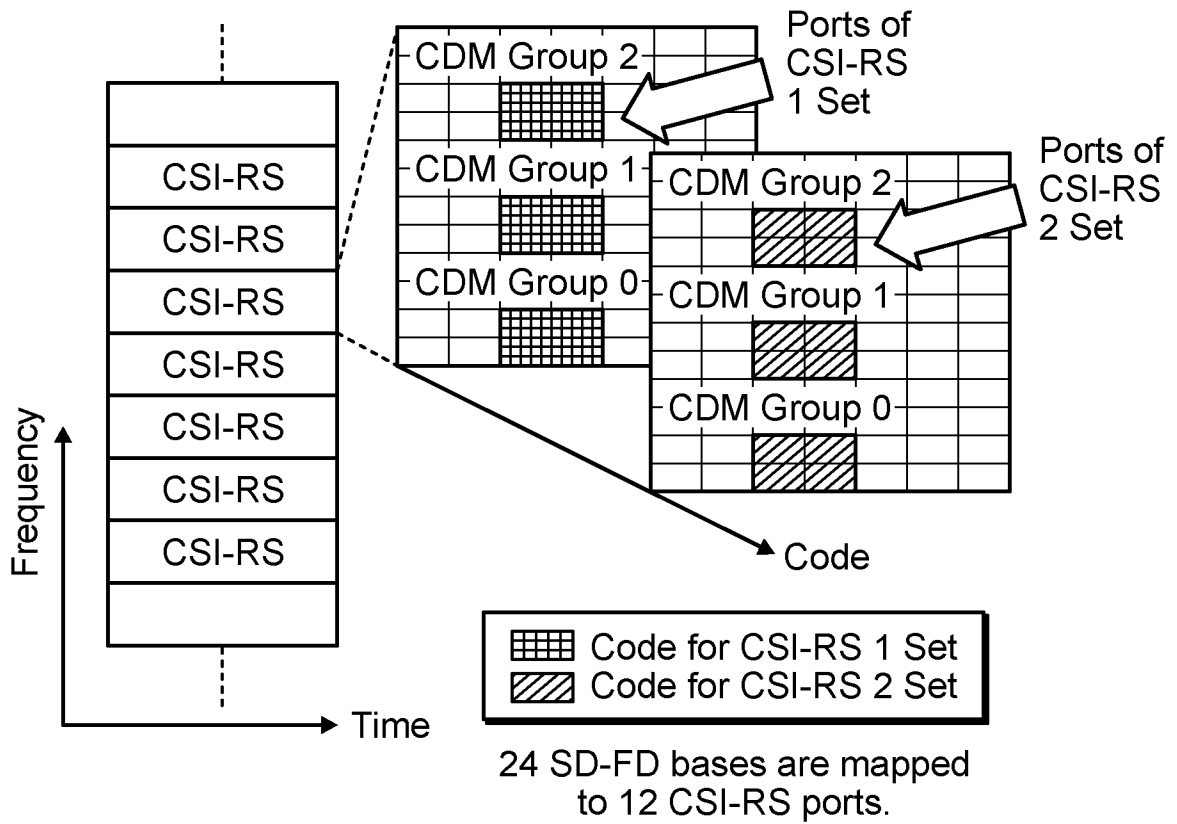 CSI-RS
CSI-RS
CSI-RS
CSI-RS
CSI-RS
CSI-RS
CSI-RS
Frequency
Time
CDM Group 2
CDM Group 1
CDM Group 0
Ports of
CSI-RS
1 Set
CDM Group 2
CDM Group 1
CDM Group 0
Ports of
CSI-RS
2 Set
Code
Code for CSI-RS 1 Set
Code for CSI-RS 2 Set
24 SD-FD bases are mapped
to 12 CSI-RS ports.